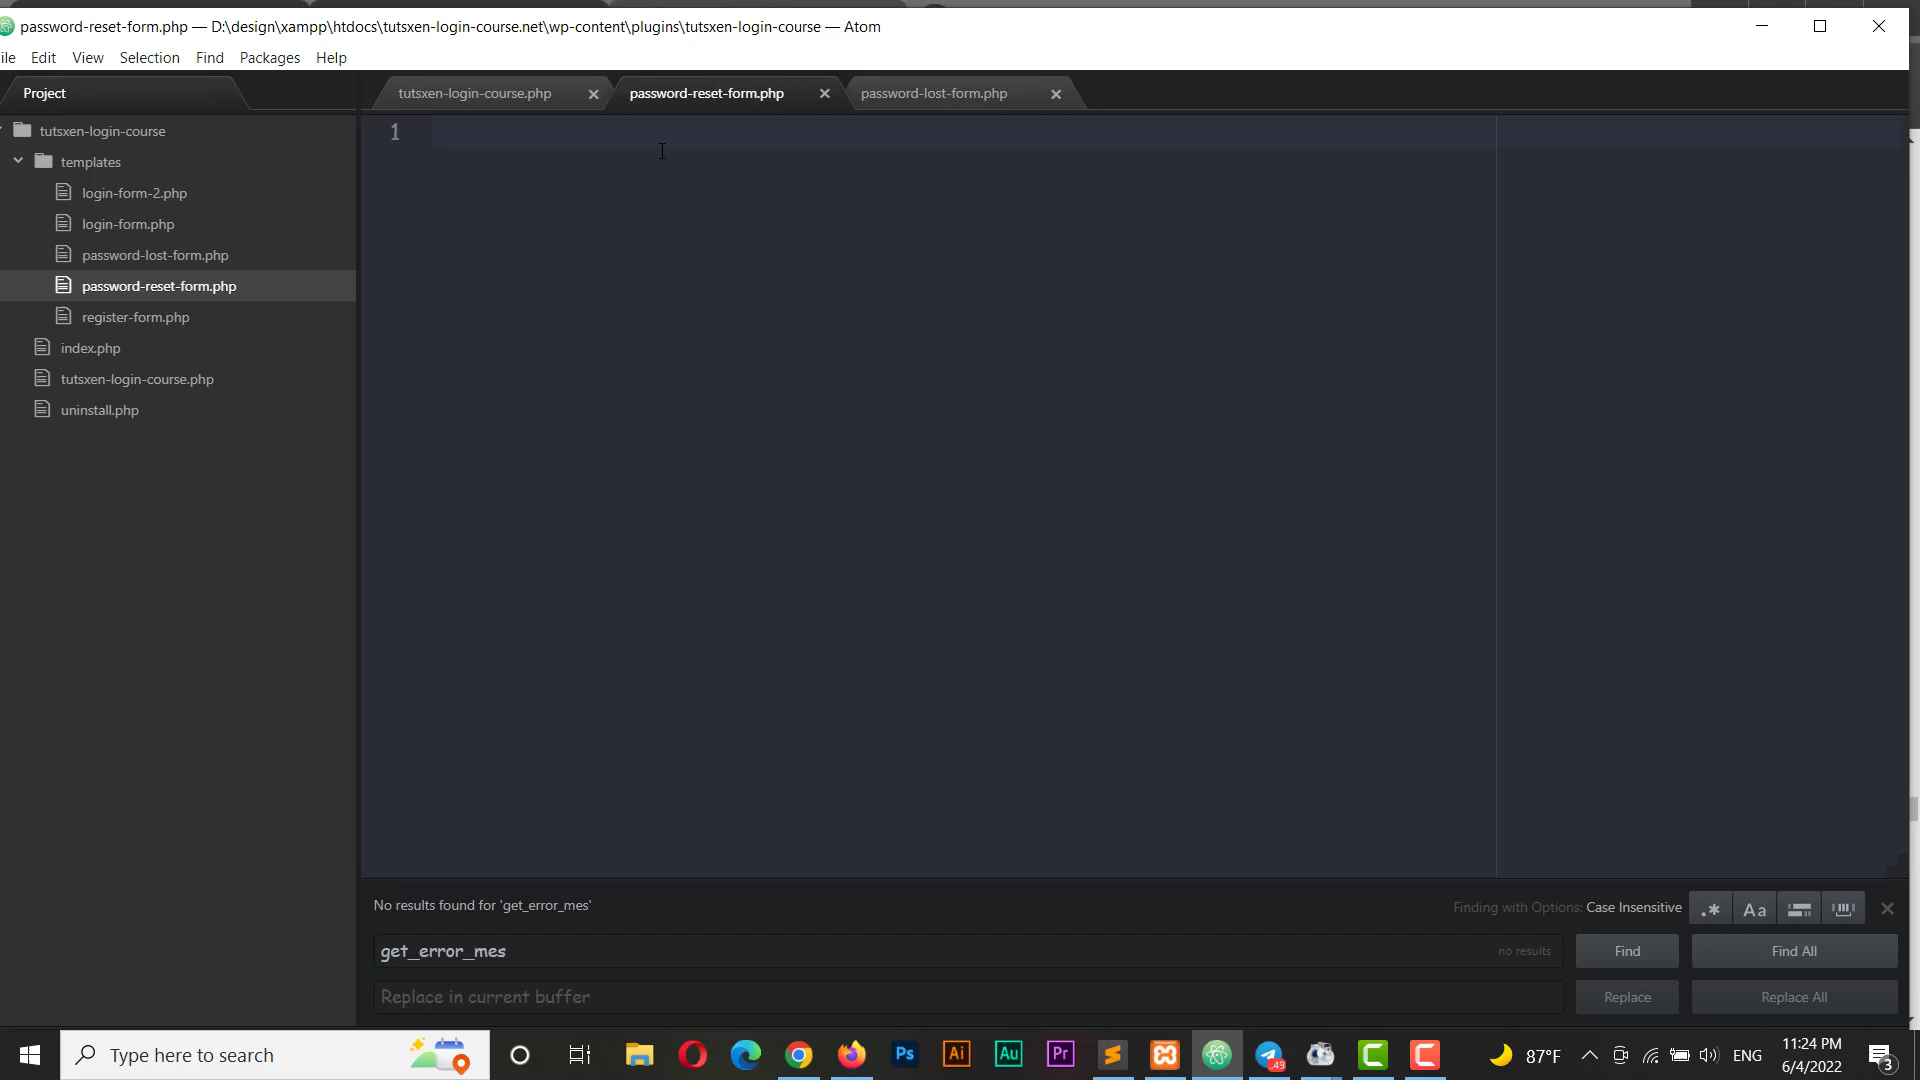 password-reset-form.php — D:\design\xampp\htdocs\tutsxen-login-course.net\wp-content\plugins\tutsxen-login-course — Atom
ile Edit View Selection Find Packages Help
Project
tutsxen-login-course.php
password-reset-form.php
password-lost-form.php
tutsxen-login-course
templates
login-form-2.php
login-form.php
password-lost-form.php
password-reset-form.php
register-form.php
index.php
tutsxen-login-course.php
uninstall.php
1
No results found for 'get_error_mes'
Finding with Options: Case Insensitive
.*
Aa
get_error_mes
no results
Find
Find All
Replace in current buffer
Replace
Replace All
Type here to search
Ps
Ai
Au
Pr
49
87°F
ENG
11:24 PM
6/4/2022
3